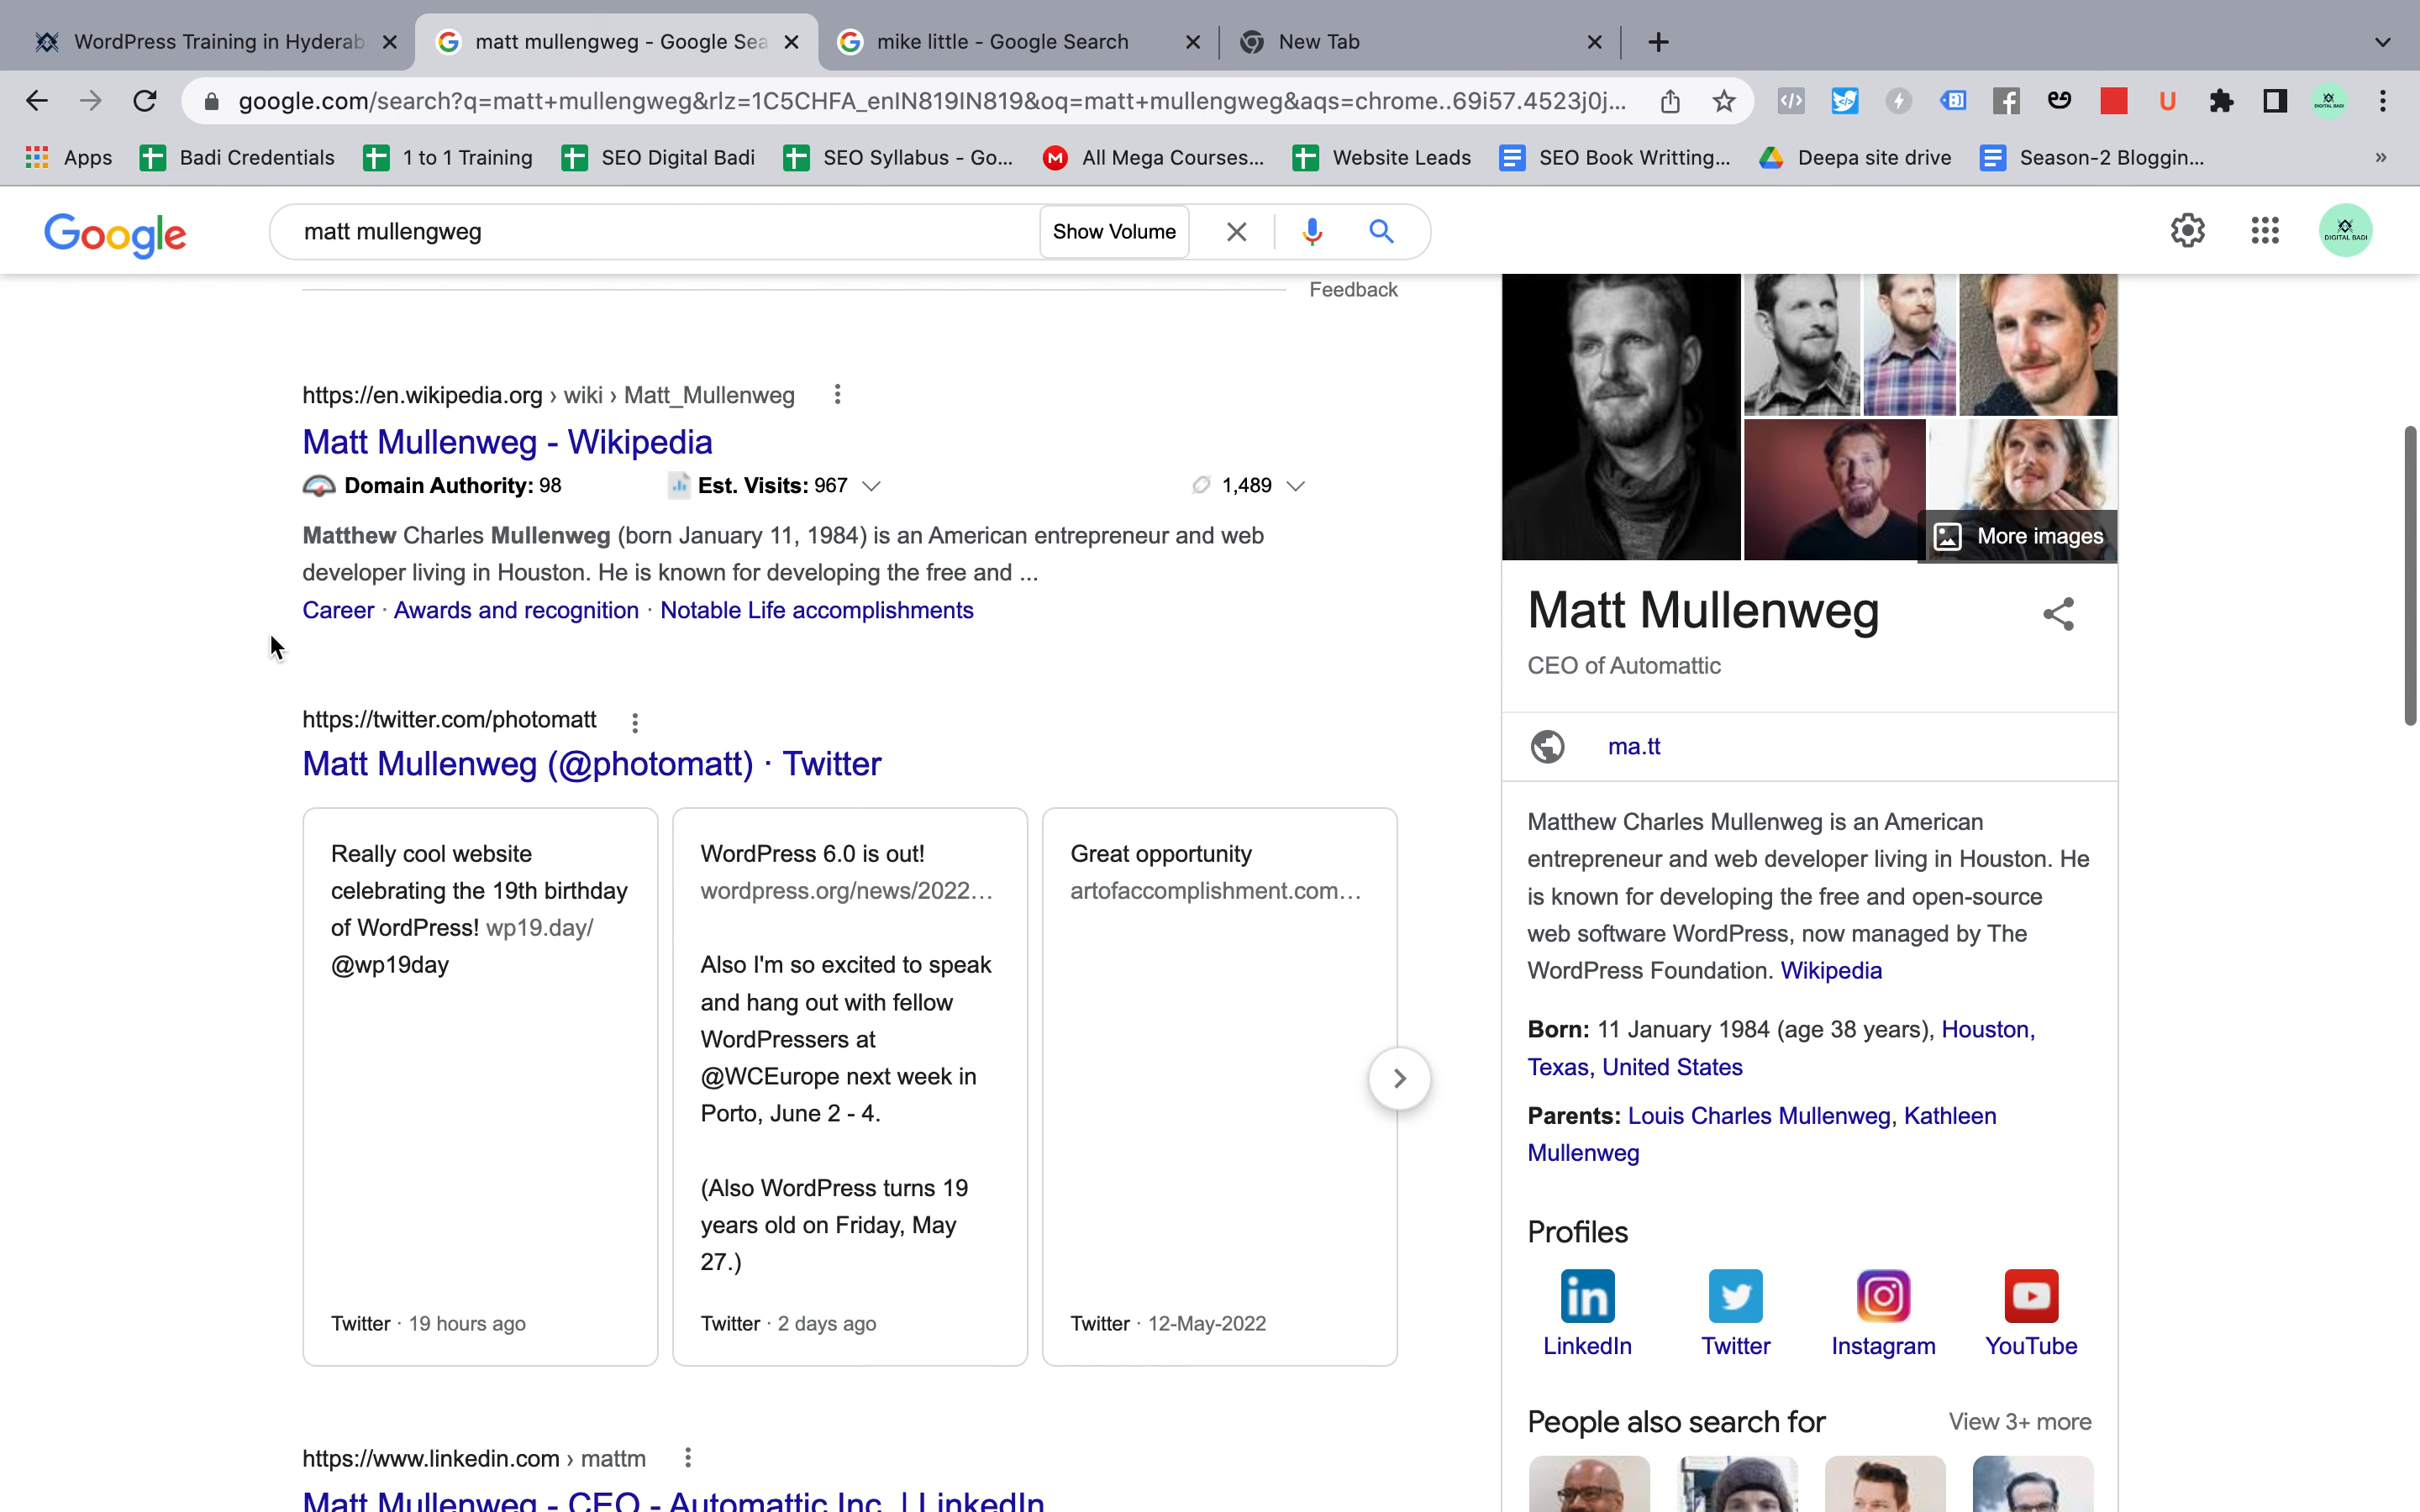 WordPress Training in Hyderab
matt mullengweg - Google Sea
mike little - Google Search
New Tab
google.com/search?q=matt+mullengweg&rlz=1C5CHFA_enIN819IN819&oq=matt+mullengweg&aqs=chrome..69i57.4523j0j...
Apps
Badi Credentials
1 to 1 Training
SEO Digital Badi
SEO Syllabus - Go...
All Mega Courses...
Website Leads
SEO Book Writting...
Deepa site drive
Season-2 Bloggin...
»
Google
matt mullengweg
Show Volume
DIGITAL BADI
Feedback
https://en.wikipedia.org › wiki › Matt_Mullenweg
Matt Mullenweg - Wikipedia
Domain Authority: 98
Est. Visits: 967
1,489
Matthew Charles Mullenweg (born January 11, 1984) is an American entrepreneur and web
developer living in Houston. He is known for developing the free and ...
Career · Awards and recognition · Notable Life accomplishments
https://twitter.com/photomatt
Matt Mullenweg (@photomatt) · Twitter
Really cool website
celebrating the 19th birthday
of WordPress! wp19.day/
@wp19day
Twitter · 19 hours ago
WordPress 6.0 is out!
wordpress.org/news/2022...
Also I'm so excited to speak
and hang out with fellow
WordPressers at
@WCEurope next week in
Porto, June 2 - 4.
(Also WordPress turns 19
years old on Friday, May
27.)
Twitter · 2 days ago
Great opportunity
artofaccomplishment.com...
Twitter · 12-May-2022
https://www.linkedin.com › mattm
Matt Mullenweg - CEO - Automattic Inc. | LinkedIn
More images
Matt Mullenweg
CEO of Automattic
ma.tt
Matthew Charles Mullenweg is an American
entrepreneur and web developer living in Houston. He
is known for developing the free and open-source
web software WordPress, now managed by The
WordPress Foundation. Wikipedia
Born: 11 January 1984 (age 38 years), Houston,
Texas, United States
Parents: Louis Charles Mullenweg, Kathleen
Mullenweg
Profiles
LinkedIn
Twitter
Instagram
YouTube
People also search for
View 3+ more